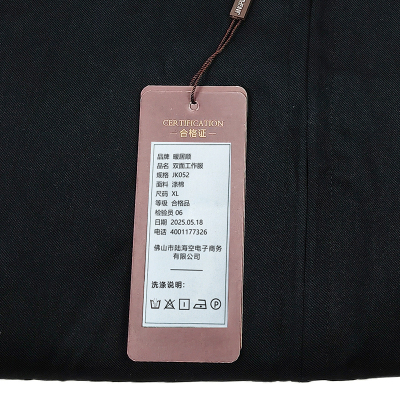 CERTIFICATION
合格证
品牌 暖居顺
品名 双面工作服
规格 JK052
面料 涤棉
尺码 XL
等级 合格品
检验员 06
日期 2025.05.18
电话 4001177326
佛山市陆海空电子商务
有限公司
洗涤说明：